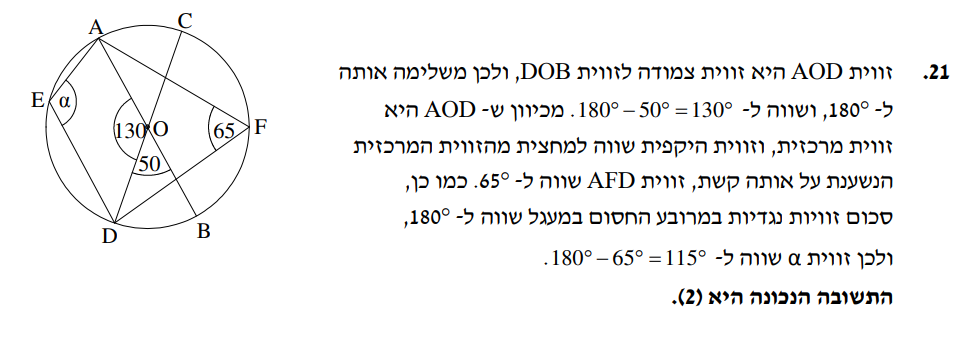 21. זווית AOD היא זווית צמודה לזווית DOB, ולכן משלימה אותה
ל- 180°, ושווה ל- 180° – 50° = 130°. מכיוון ש- AOD היא
זווית מרכזית, וזווית היקפית שווה למחצית מהזווית המרכזית
הנשענת על אותה קשת, זווית AFD שווה ל- 65°. כמו כן,
סכום זוויות נגדיות במרובע החסום במעגל שווה ל- 180°,
ולכן זווית α שווה ל- 180° – 65° = 115°.
התשובה הנכונה היא (2).
A
C
E
α
130
O
65
F
50
D
B